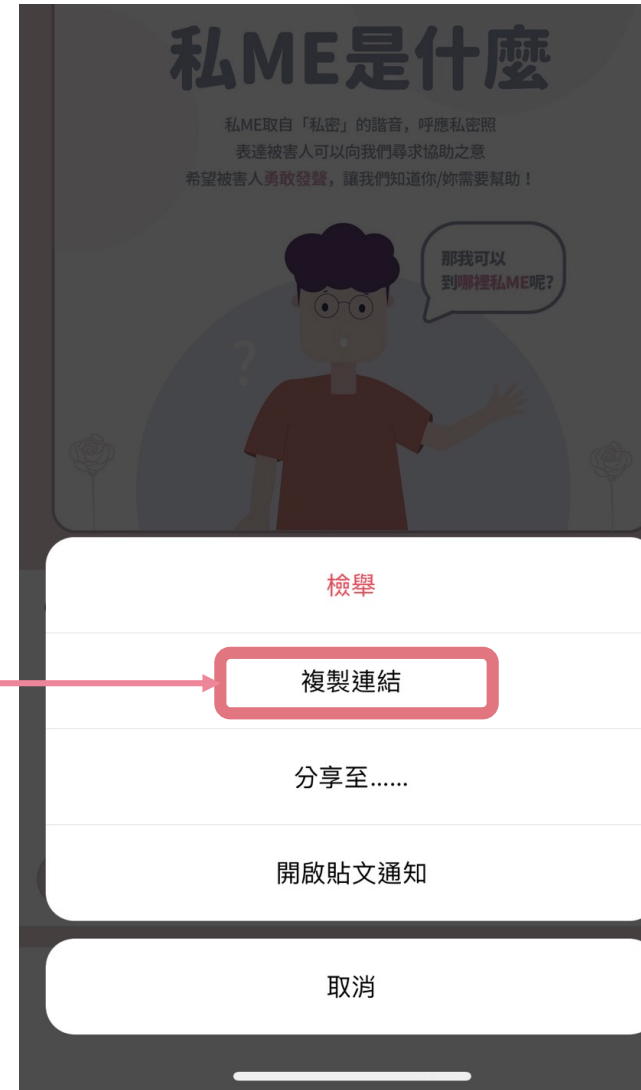 私ME是什麼
私ME取自「私密」的諧音，呼應私密照
表達被害人可以向我們尋求協助之意
希望被害人勇敢發聲，讓我們知道你/妳需要幫助！
那我可以
到哪裡私ME呢?
?
檢舉
複製連結
分享至......
開啟貼文通知
取消